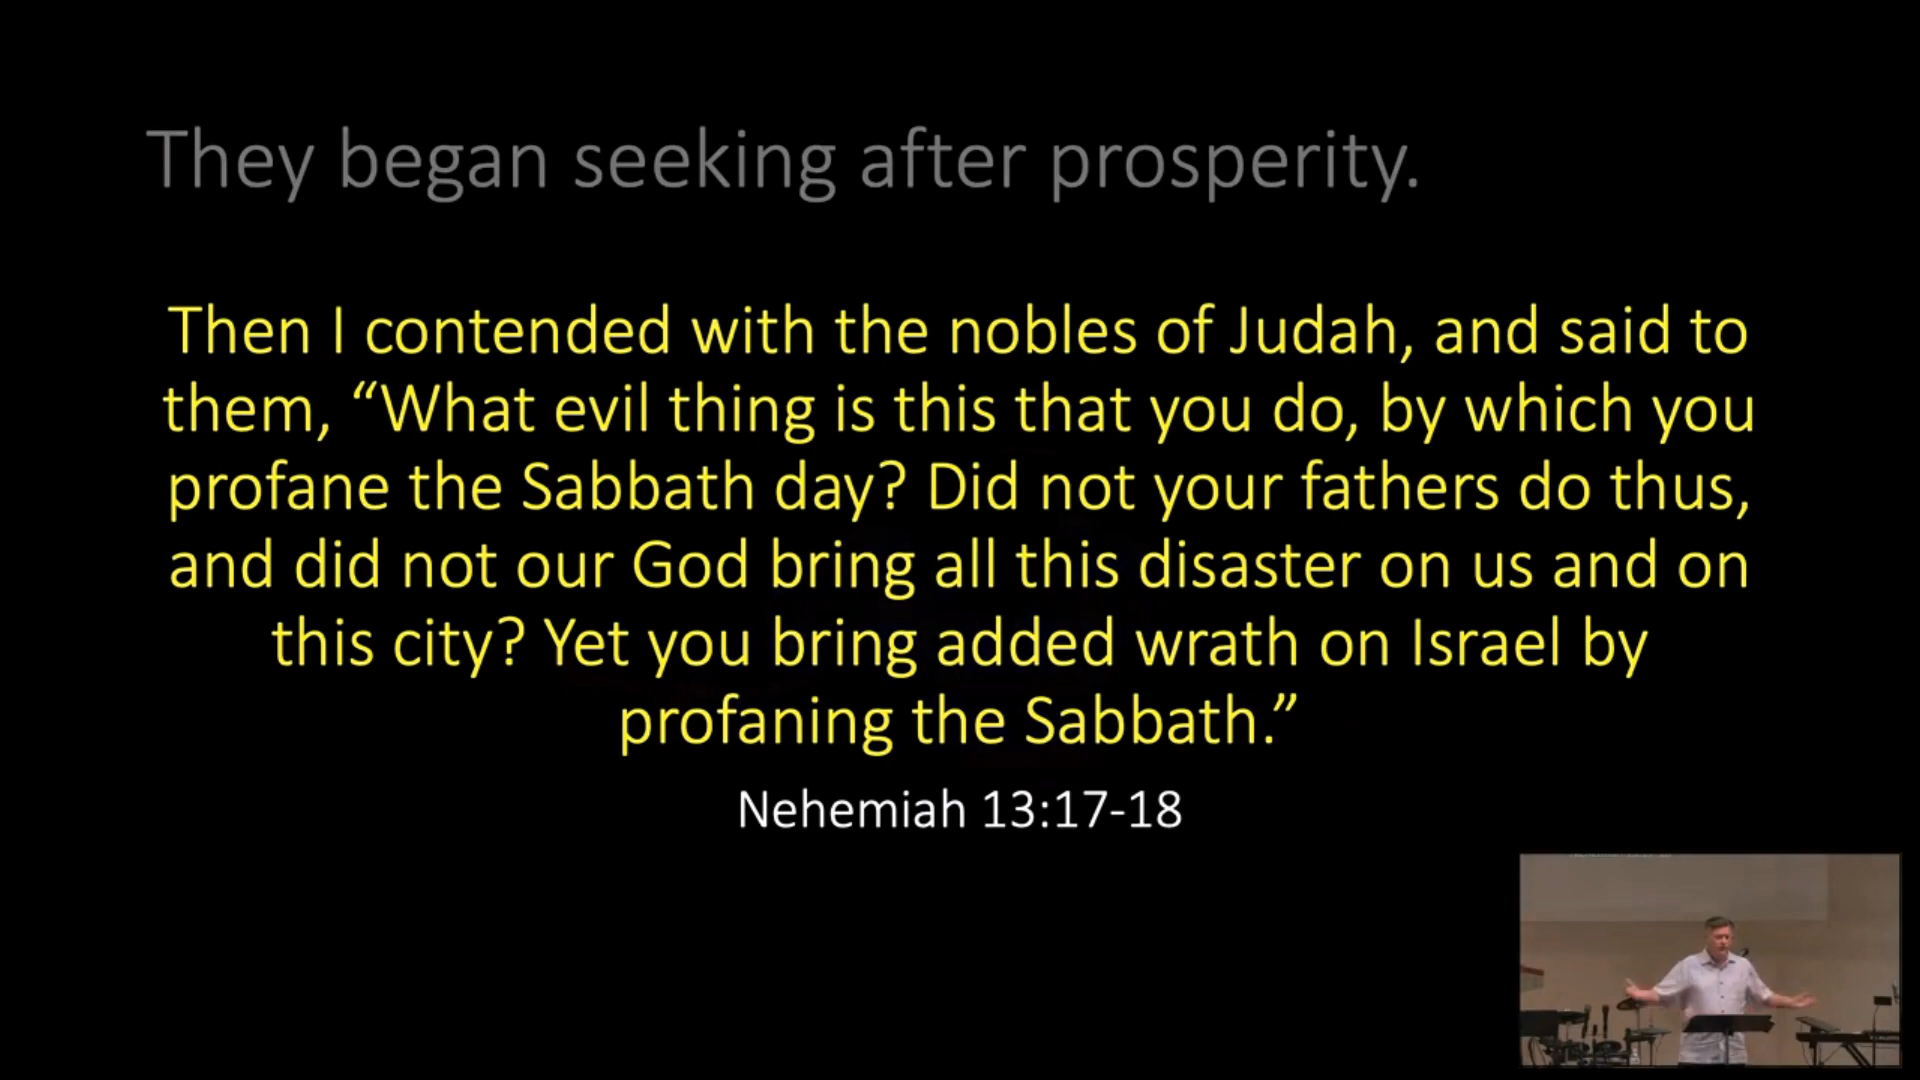 They began seeking after prosperity.
Then I contended with the nobles of Judah, and said to
them, “What evil thing is this that you do, by which you
profane the Sabbath day? Did not your fathers do thus,
and did not our God bring all this disaster on us and on
this city? Yet you bring added wrath on Israel by
profaning the Sabbath.”
Nehemiah 13:17-18